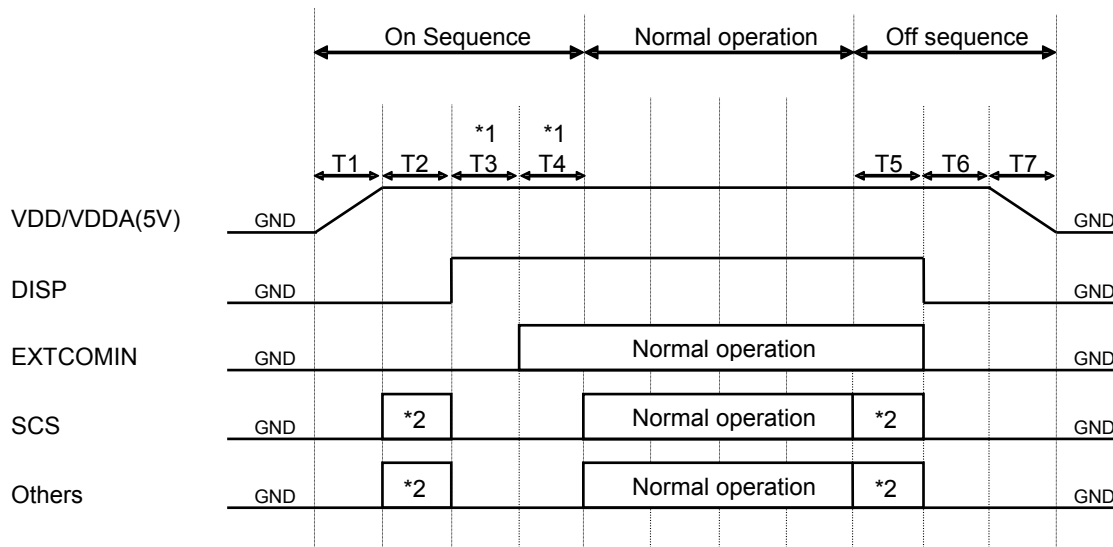 On Sequence Normal operation Off sequence
*1 *1
T1 T2 T3 T4 T5 T6 T7
VDD/VDDA(5V) GND GND
DISP GND GND
EXTCOMIN GND Normal operation GND
SCS GND *2 Normal operation *2 GND
Others GND *2 Normal operation *2 GND